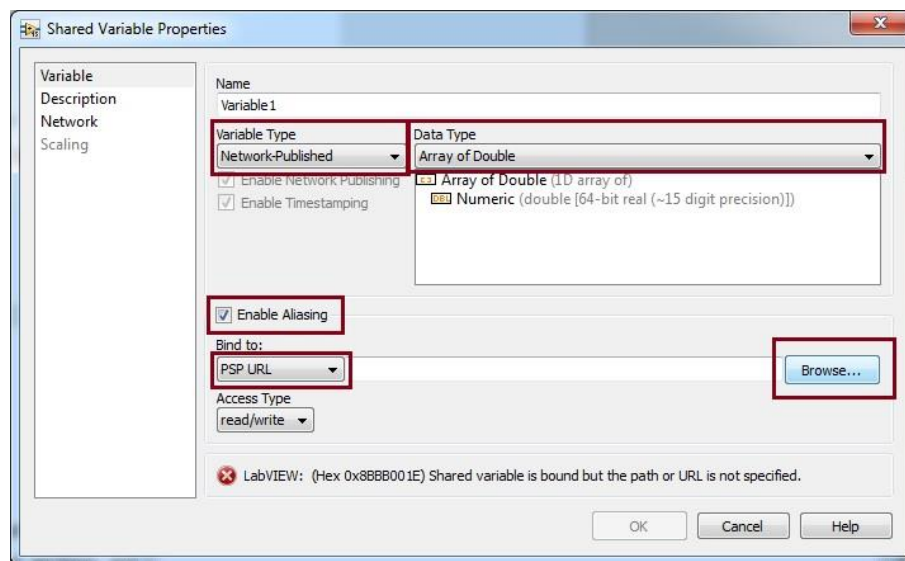 Shared Variable Properties
Variable
Description
Network
Scaling
Name
Variable1
Variable Type
Network-Published
Data Type
Array of Double
Enable Network Publishing
Enable Timestamping
Array of Double (1D array of)
DBL Numeric (double [64-bit real (~15 digit precision)])
Enable Aliasing
Bind to:
PSP URL
Browse...
Access Type
read/write
LabVIEW: (Hex 0x8BBB001E) Shared variable is bound but the path or URL is not specified.
OK
Cancel
Help